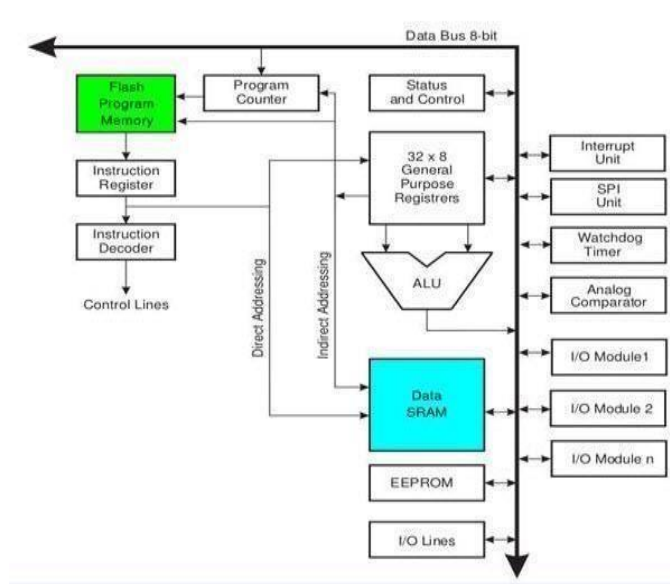 Data Bus 8-bit
Flash
Program
Memory
Program
Counter
Status
and Control
Instruction
Register
32 x 8
General
Purpose
Registrers
Interrupt
Unit
SPI
Unit
Instruction
Decoder
Watchdog
Timer
ALU
Analog
Comparator
Control Lines
Direct Addressing
Indirect Addressing
I/O Module1
Data
SRAM
I/O Module 2
I/O Module n
EEPROM
I/O Lines